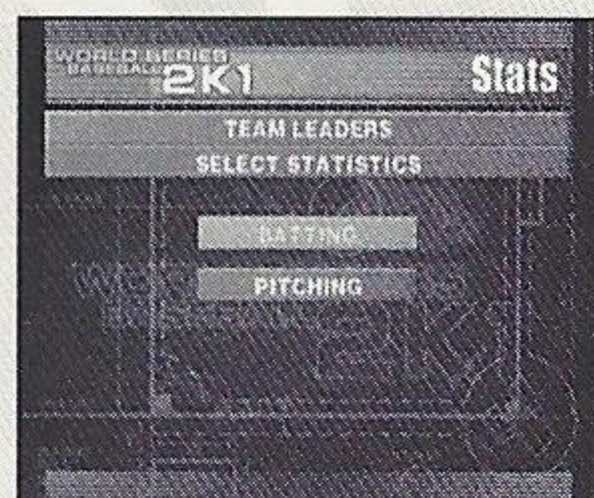 WORLD SERIES
BASEBALL 2K1
Stats
TEAM LEADERS
SELECT STATISTICS
BATTING
PITCHING